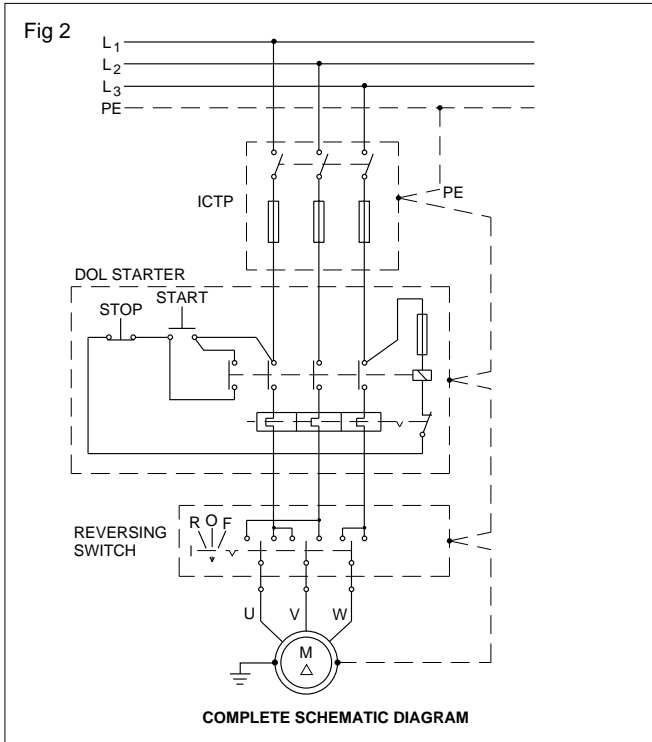 Fig 2
L1
L2
L3
PE
PE
ICTP
DOL STARTER
START
STOP
R O F
REVERSING
SWITCH
U V W
M
COMPLETE SCHEMATIC DIAGRAM